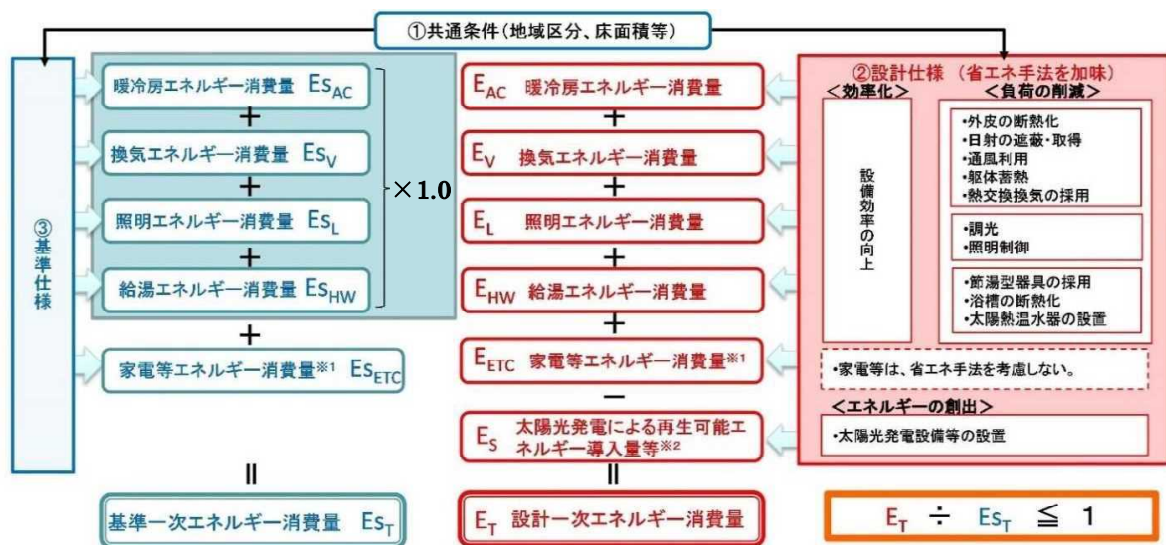 ①共通条件(地域区分、床面積等)
③基準仕様
暖冷房エネルギー消費量 EsAC
＋
換気エネルギー消費量 EsV
＋
照明エネルギー消費量 EsL
＋
給湯エネルギー消費量 EsHW
×1.0
＋
家電等エネルギー消費量※1 EsETC
＝
基準一次エネルギー消費量 EsT
EAC 暖冷房エネルギー消費量
＋
EV 換気エネルギー消費量
＋
EL 照明エネルギー消費量
＋
EHW 給湯エネルギー消費量
＋
EETC 家電等エネルギー消費量※1
－
ES 太陽光発電による再生可能エ
ネルギー導入量等※2
＝
ET 設計一次エネルギー消費量
②設計仕様 (省エネ手法を加味)
＜効率化＞
設備効率の向上
＜負荷の削減＞
・外皮の断熱化
・日射の遮蔽・取得
・通風利用
・躯体蓄熱
・熱交換換気の採用
・調光
・照明制御
・節湯型器具の採用
・浴槽の断熱化
・太陽熱温水器の設置
・家電等は、省エネ手法を考慮しない。
＜エネルギーの創出＞
・太陽光発電設備等の設置
ET ÷ EsT ≦ 1